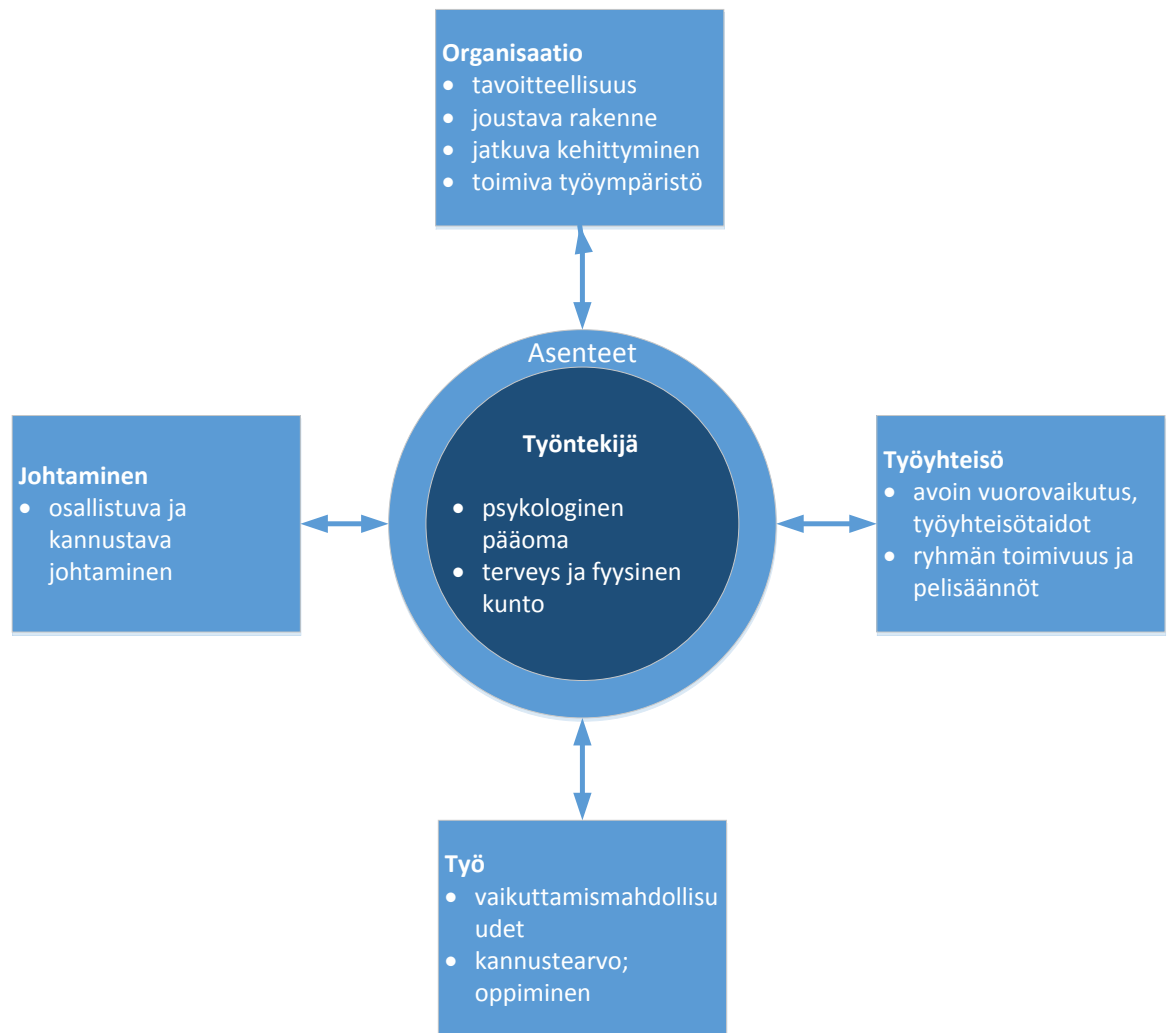 Organisaatio
• tavoitteellisuus
• joustava rakenne
• jatkuva kehittyminen
• toimiva työympäristö
Asenteet
Työntekijä
• psykologinen
pääoma
• terveys ja fyysinen
kunto
Johtaminen
• osallistuva ja
kannustava
johtaminen
Työyhteisö
• avoin vuorovaikutus,
työyhteisötaidot
• ryhmän toimivuus ja
pelisäännöt
Työ
• vaikuttamismahdollisu
udet
• kannustearvo;
oppiminen